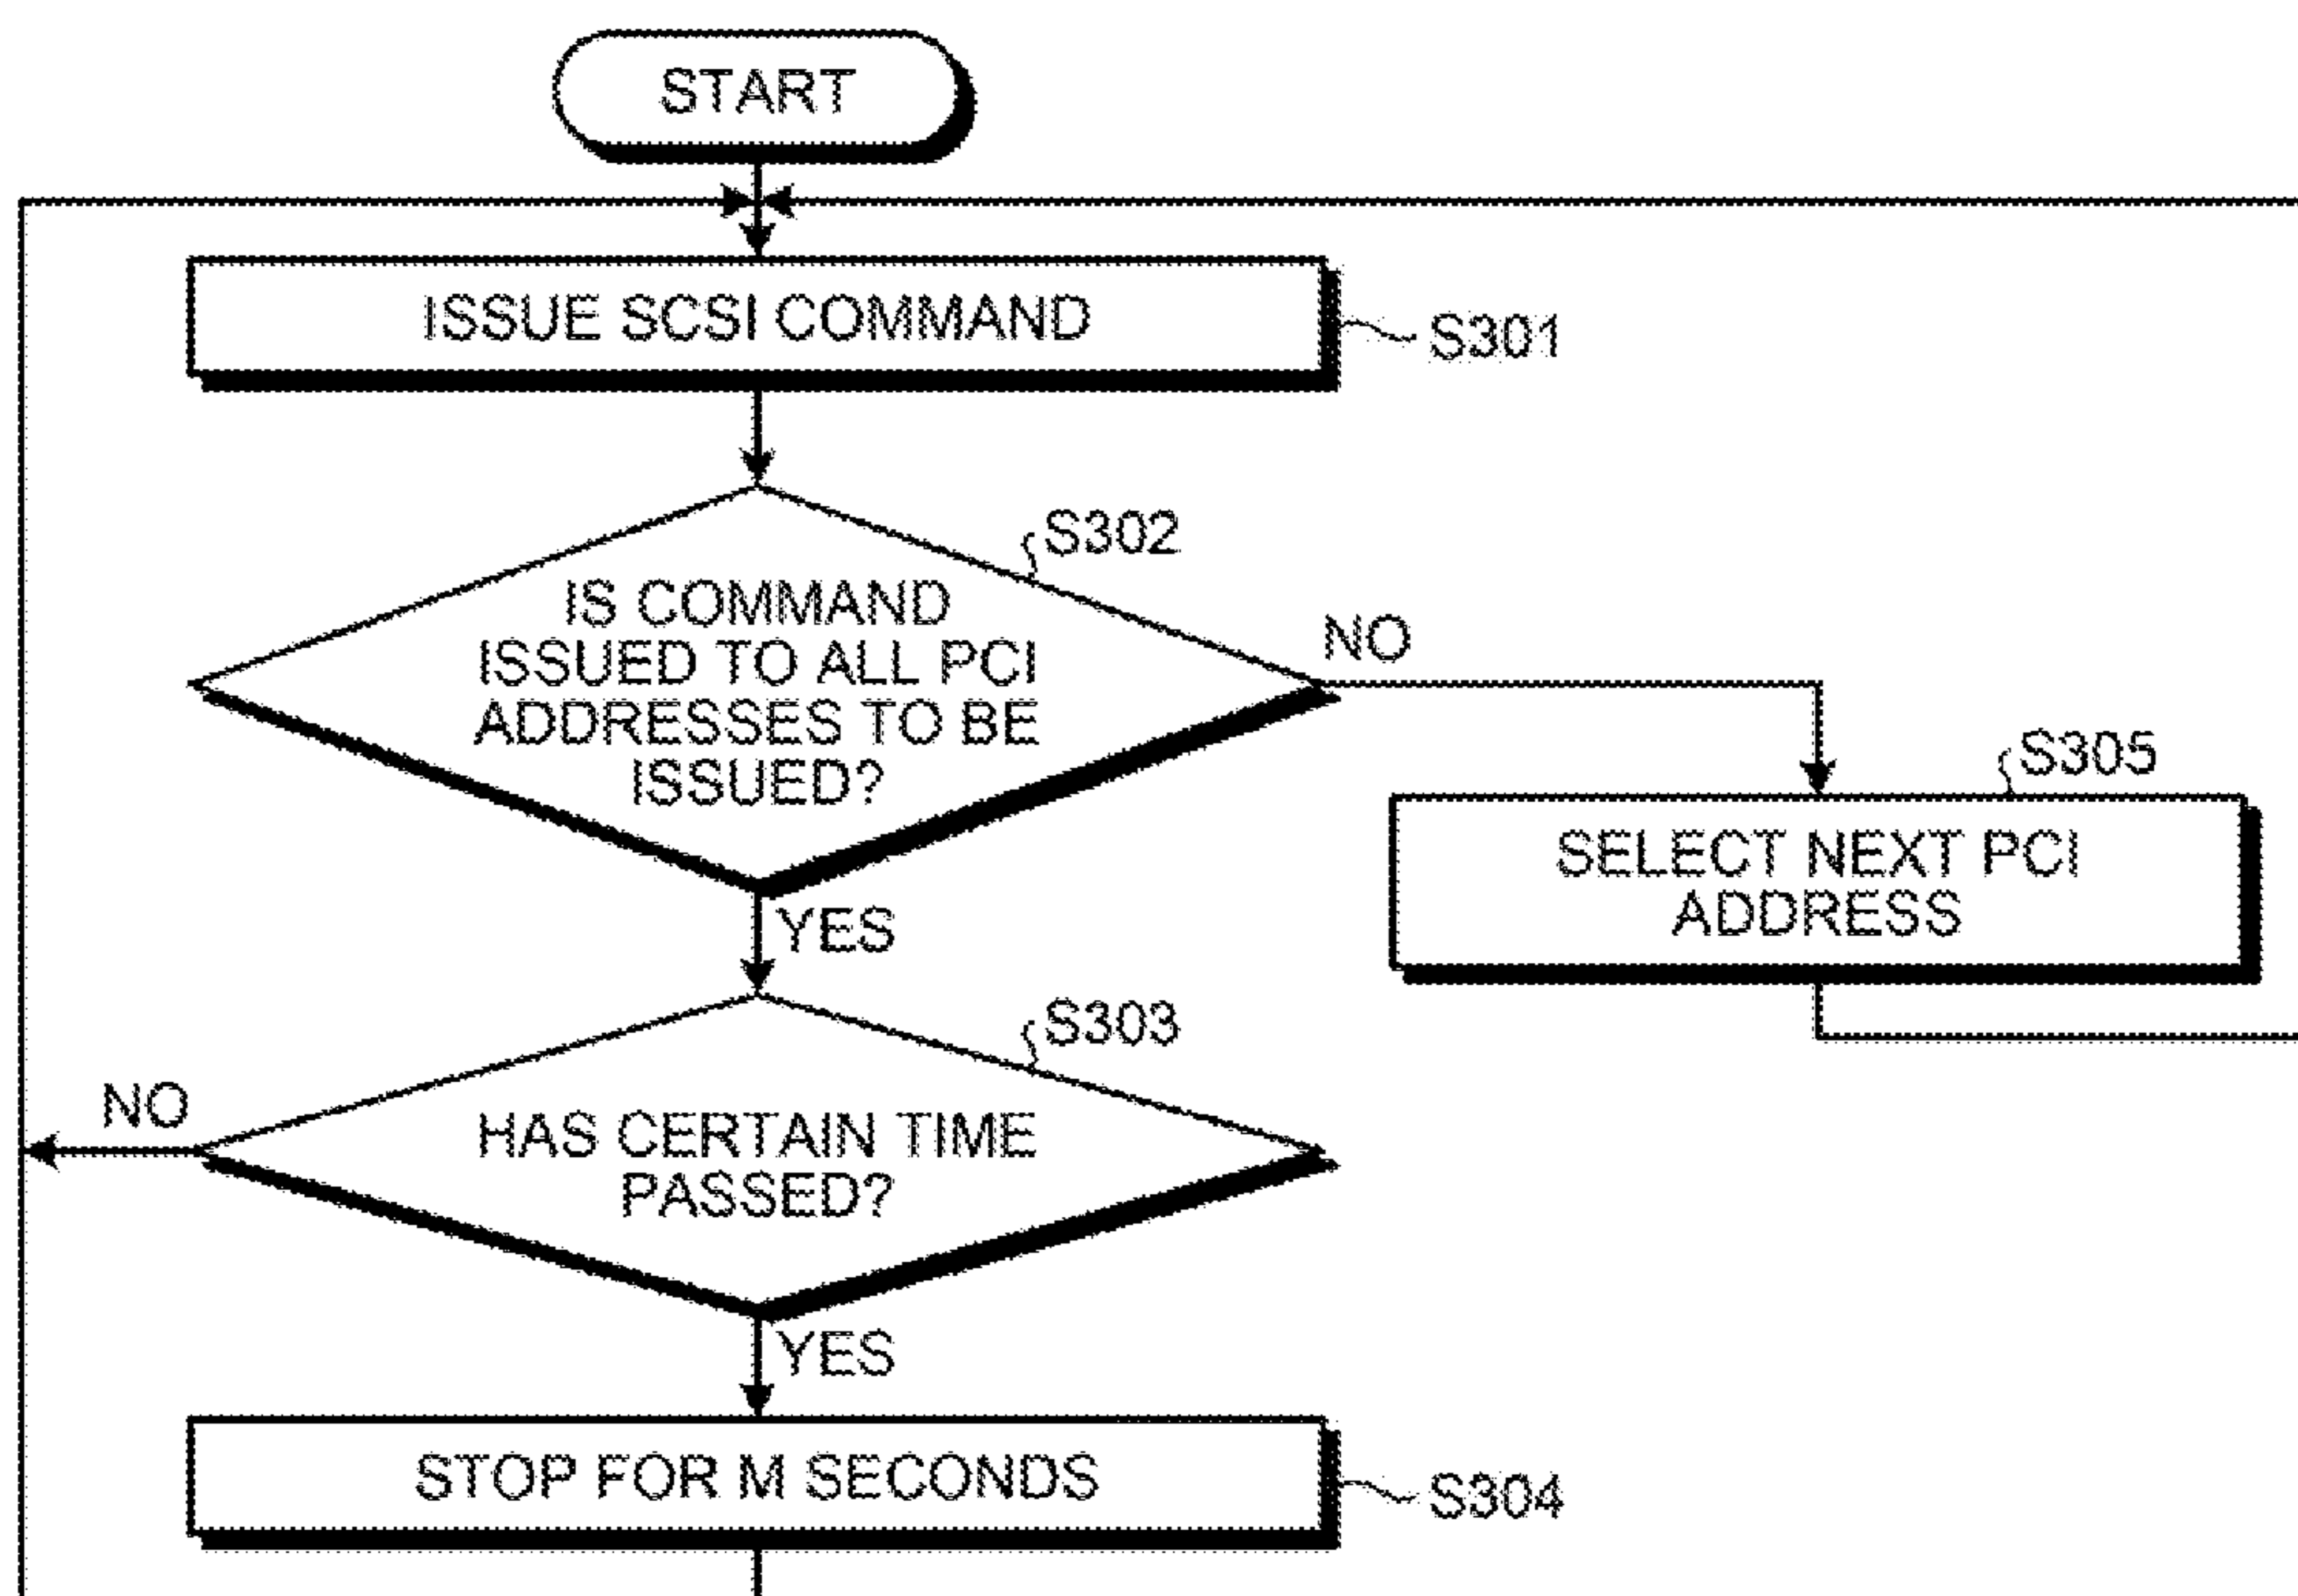 START
ISSUE SCSI COMMAND
S301
S302
IS COMMAND
ISSUED TO ALL PCI
ADDRESSES TO BE
ISSUED?
NO
S305
SELECT NEXT PCI
ADDRESS
YES
S303
NO
HAS CERTAIN TIME
PASSED?
YES
STOP FOR M SECONDS
S304